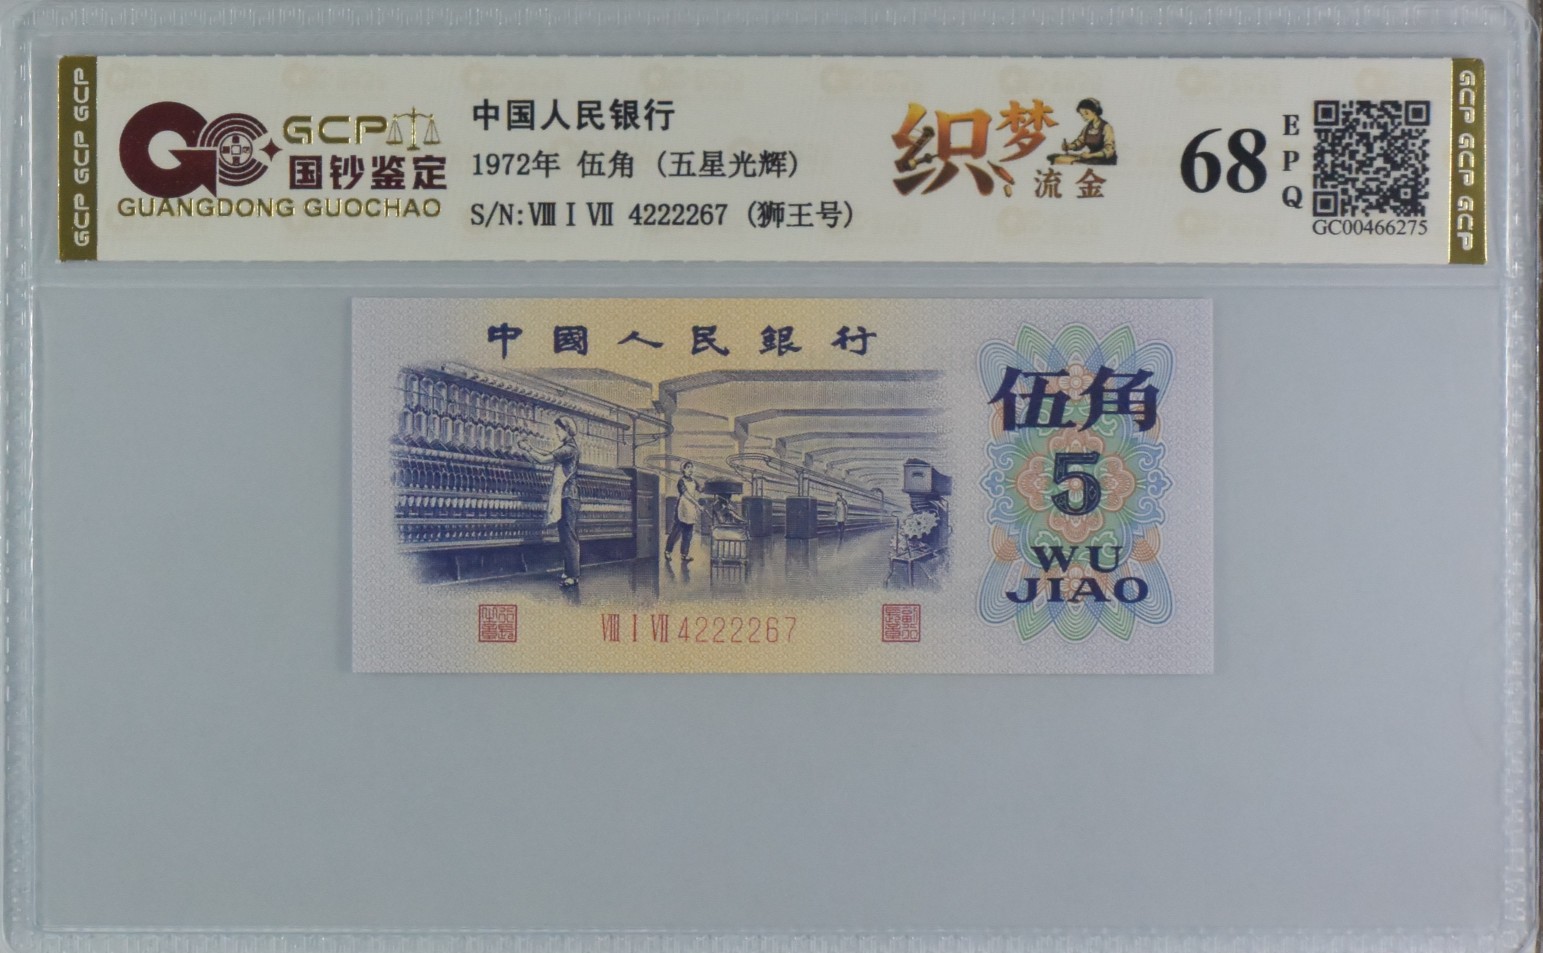 GCP GCP GCP
GCP
国钞鉴定
GUANGDONG GUOCHAO
中国人民银行
1972年 伍角 (五星光辉)
S/N:Ⅷ Ⅰ Ⅶ 4222267 (狮王号)
织梦
流金
68
EPQ
GC00466275
GCP GCP GCP
中國人民銀行
伍角
5
WU
JIAO
Ⅷ Ⅰ Ⅶ 4222267